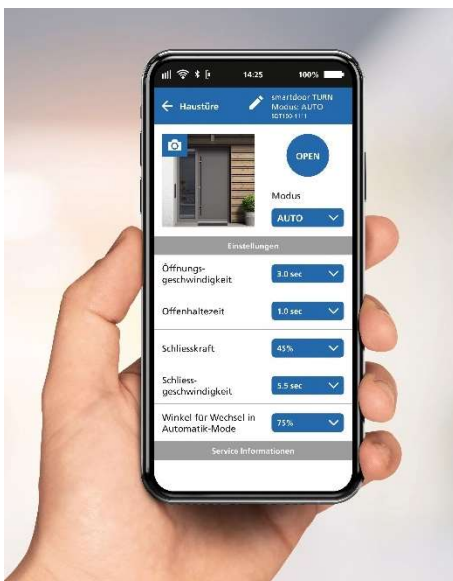 14:25 100%
Haustüre
smartdoor TURN
Modus: AUTO
OPEN
Modus
AUTO
Einstellungen
Öffnungs-
geschwindigkeit
3.0 sec
Offenhaltezeit
1.0 sec
Schliesskraft
45%
Schliess-
geschwindigkeit
5.5 sec
Winkel für Wechsel in
Automatik-Mode
75%
Service Informationen